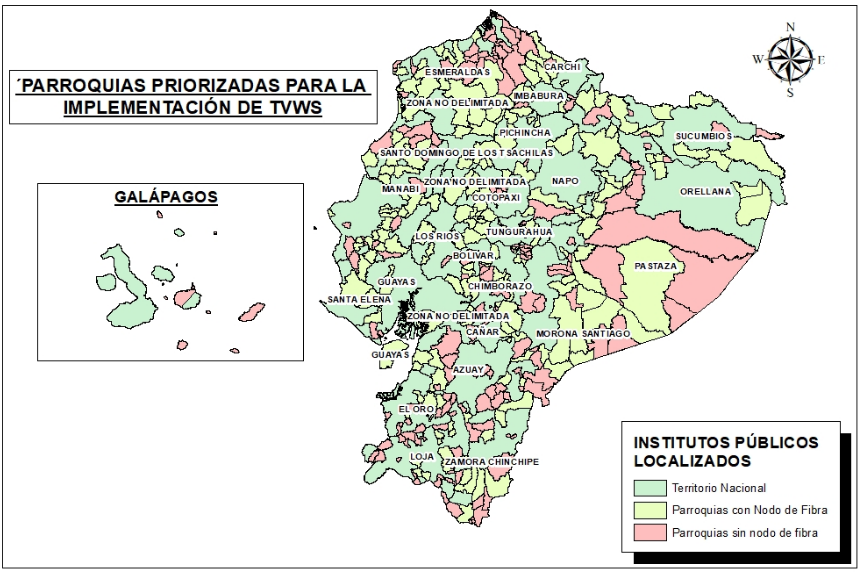 ´PARROQUIAS PRIORIZADAS PARA LA
IMPLEMENTACIÓN DE TVWS
N
W
E
S
GALÁPAGOS
ESMERALDAS
CARCHI
IMBABURA
ZONA NO DELIMITADA
PICHINCHA
SUCUMBIOS
SANTO DOMINGO DE LOS TSACHILAS
MANABI
ZONA NO DELIMITADA
NAPO
ORELLANA
COTOPAXI
LOS RIOS
TUNGURAHUA
BOLIVAR
PASTAZA
GUAYAS
CHIMBORAZO
SANTA ELENA
ZONA NO DELIMITADA
CAÑAR
MORONA SANTIAGO
GUAYAS
AZUAY
EL ORO
LOJA
ZAMORA CHINCHIPE
INSTITUTOS PÚBLICOS
LOCALIZADOS
Territorio Nacional
Parroquias con Nodo de Fibra
Parroquias sin nodo de fibra